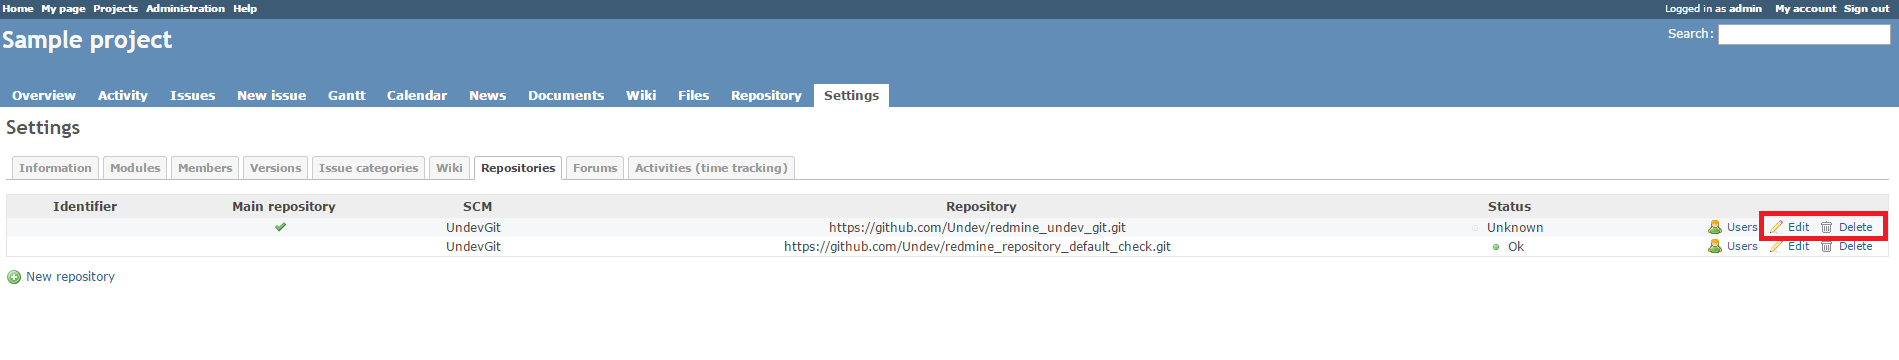 Home My page Projects Administration Help Logged in as admin My account Sign out
Sample project Search:
Overview Activity Issues New issue Gantt Calendar News Documents Wiki Files Repository Settings
Settings
Information Modules Members Versions Issue categories Wiki Repositories Forums Activities (time tracking)
Identifier Main repository SCM Repository Status
UndevGit https://github.com/Undev/redmine_undev_git.git Unknown Users Edit Delete
UndevGit https://github.com/Undev/redmine_repository_default_check.git Ok Users Edit Delete
New repository